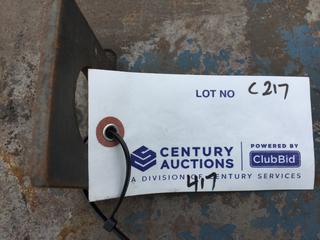 LOT NO C217
CENTURY AUCTIONS
POWERED BY
ClubBid
A DIVISION OF CENTURY SERVICES
417